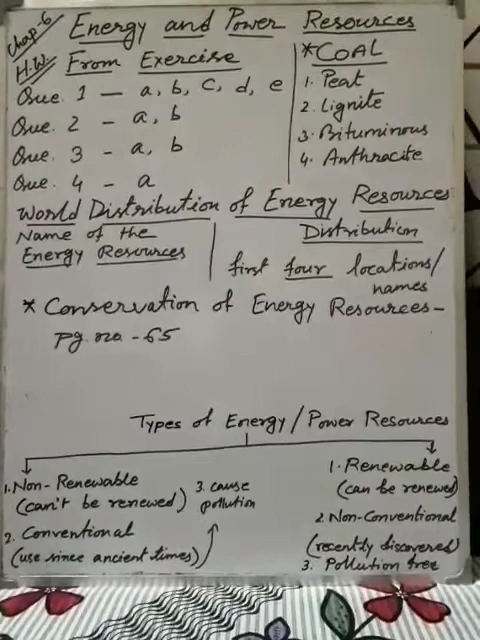 Chap-6 Energy and Power Resources
H.W. From Exercise
Que. 1 — a, b, c, d, e
Que. 2 - a, b
Que. 3 - a, b
Que. 4 - a
* COAL
1. Peat
2. Lignite
3. Bituminous
4. Anthracite
World Distribution of Energy Resources
Name of the
Energy Resources
Distribution
first four locations/
names
* Conservation of Energy Resources-
pg. no. - 65
Types of Energy/Power Resources
1. Non-Renewable
(can't be renewed)
2. Conventional
(use since ancient times)
3. cause
pollution
1. Renewable
(can be renewed)
2 Non-Conventional
(recently discovered)
3. Pollution free